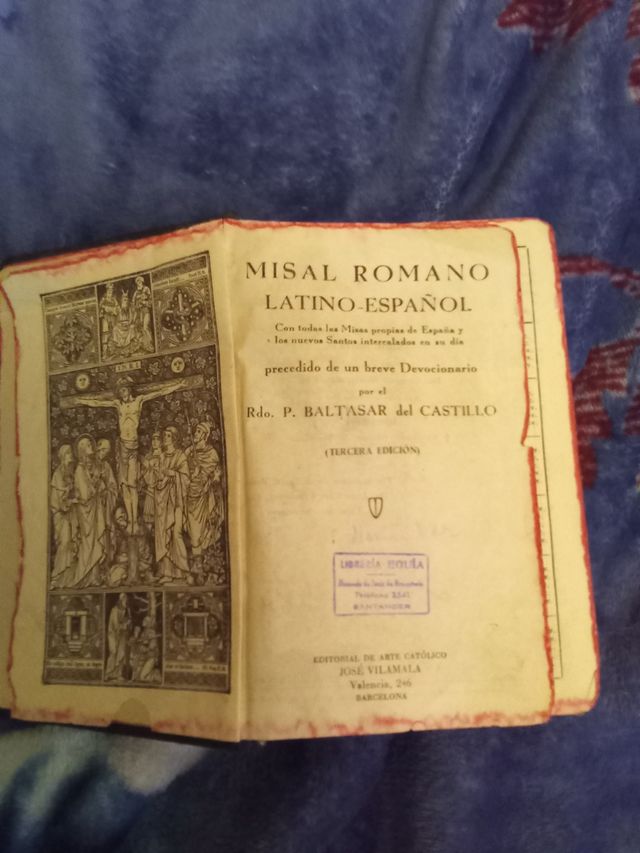 I N R I
MISAL ROMANO
LATINO-ESPAÑOL
Con todas las Misas propias de España y
los nuevos Santos intercalados en su día
precedido de un breve Devocionario
por el
Rdo. P. BALTASAR del CASTILLO
(TERCERA EDICIÓN)
LIBRERÍA
Teléfono
SANTANDER
EDITORIAL DE ARTE CATÓLICO
JOSÉ VILAMALA
Valencia, 246
BARCELONA